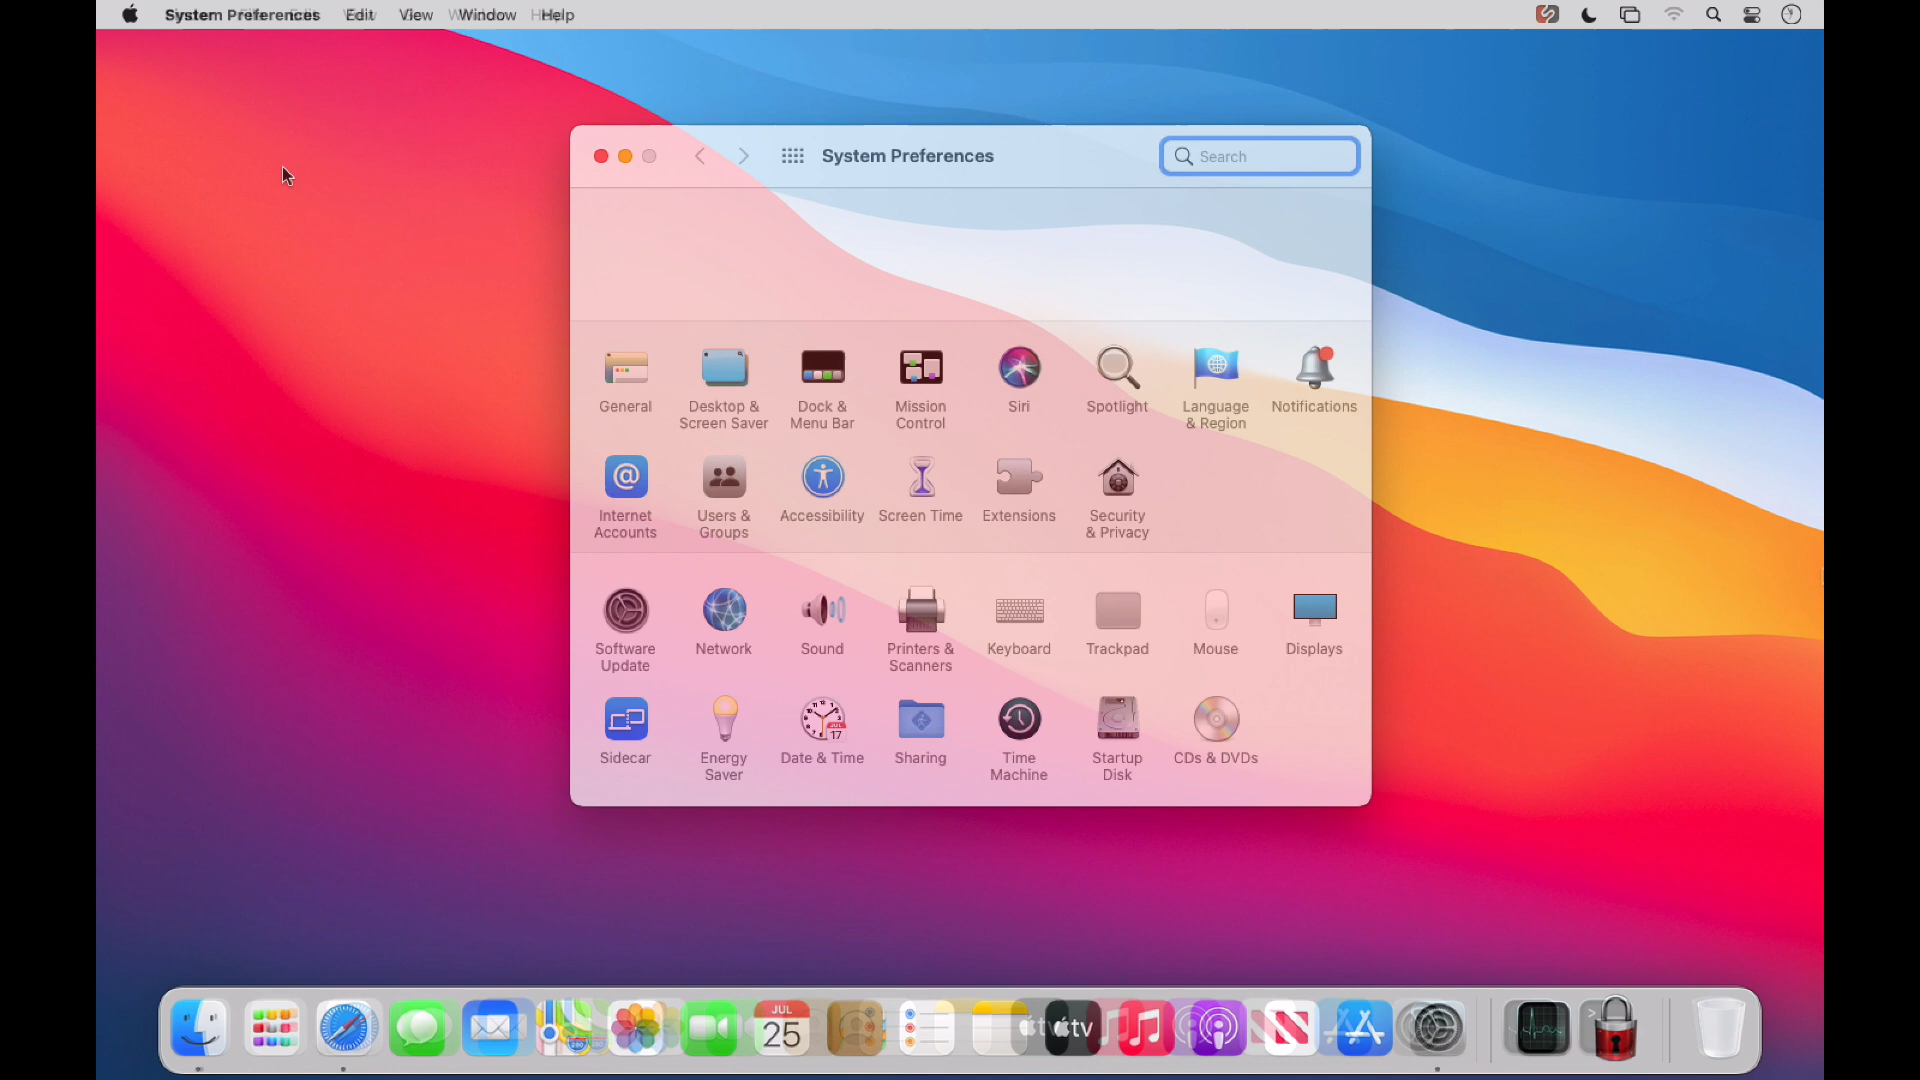 System Preferences Edit View Window Help
System Preferences
Search
General
Desktop &
Screen Saver
Dock &
Menu Bar
Mission
Control
Siri
Spotlight
Language
& Region
Notifications
Internet
Accounts
Users &
Groups
Accessibility
Screen Time
Extensions
Security
& Privacy
Software
Update
Network
Sound
Printers &
Scanners
Keyboard
Trackpad
Mouse
Displays
JUL
17
Sidecar
Energy
Saver
Date & Time
Sharing
Time
Machine
Startup
Disk
CDs & DVDs
JUL
25
280
tv